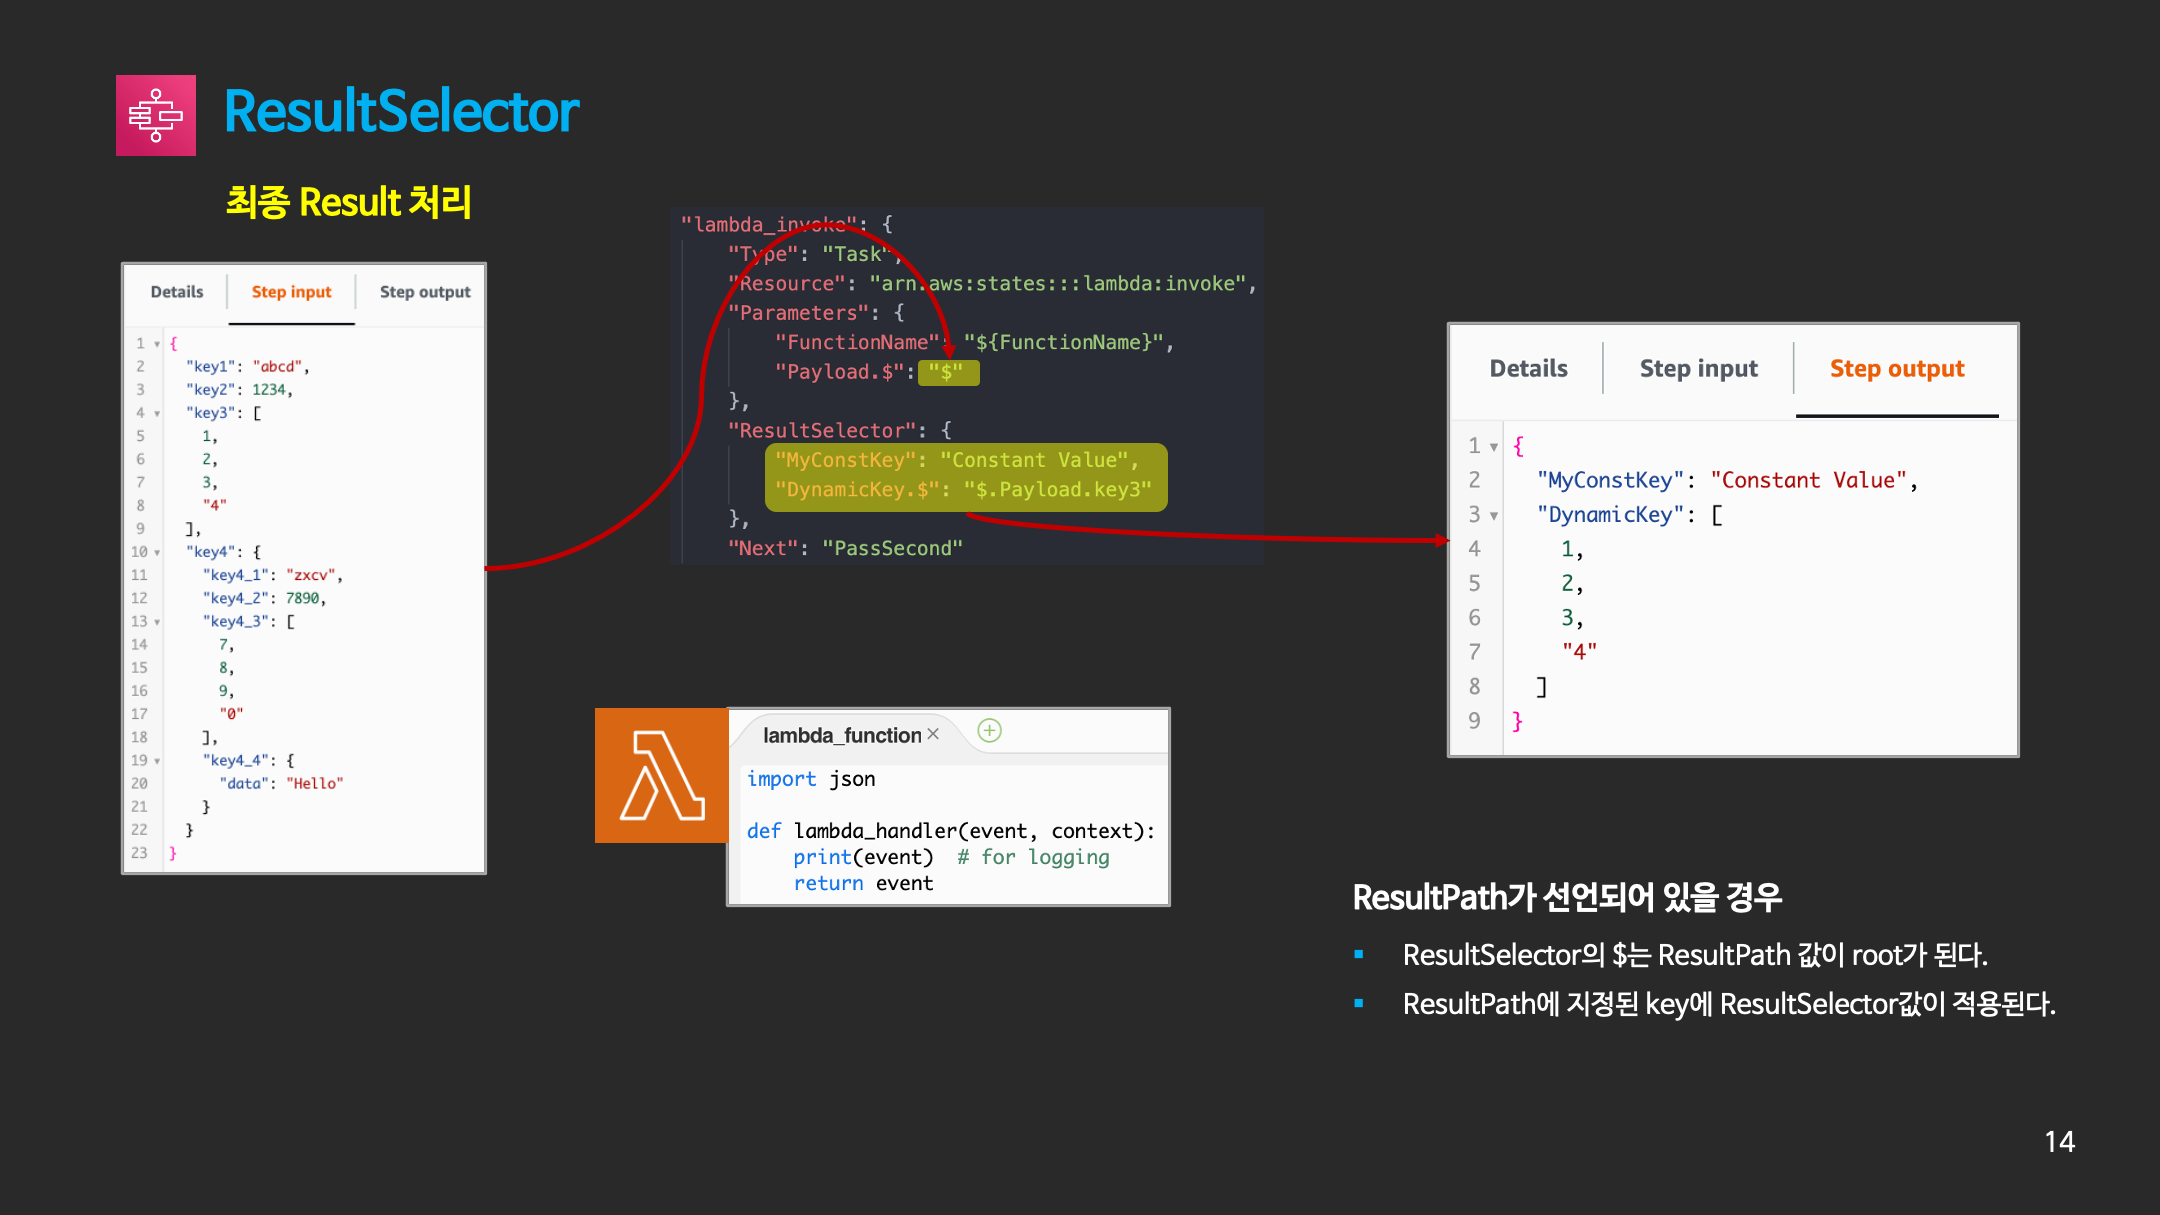 ResultSelector
최종 Result 처리
Details Step input Step output
1 {
2 "key1": "abcd",
3 "key2": 1234,
4 "key3": [
5 1,
6 2,
7 3,
8 "4"
9 ],
10 "key4": {
11 "key4_1": "zxcv",
12 "key4_2": 7890,
13 "key4_3": [
14 7,
15 8,
16 9,
17 "0"
18 ],
19 "key4_4": {
20 "data": "Hello"
21 }
22 }
23 }
"lambda_invoke": {
"Type": "Task",
"Resource": "arn:aws:states:::lambda:invoke",
"Parameters": {
"FunctionName": "${FunctionName}",
"Payload.$": "$"
},
"ResultSelector": {
"MyConstKey": "Constant Value",
"DynamicKey.$": "$.Payload.key3"
},
"Next": "PassSecond"
lambda_function
import json
def lambda_handler(event, context):
print(event) # for logging
return event
Details Step input Step output
1 {
2 "MyConstKey": "Constant Value",
3 "DynamicKey": [
4 1,
5 2,
6 3,
7 "4"
8 ]
9 }
ResultPath가 선언되어 있을 경우
ResultSelector의 $는 ResultPath 값이 root가 된다.
ResultPath에 지정된 key에 ResultSelector값이 적용된다.
14